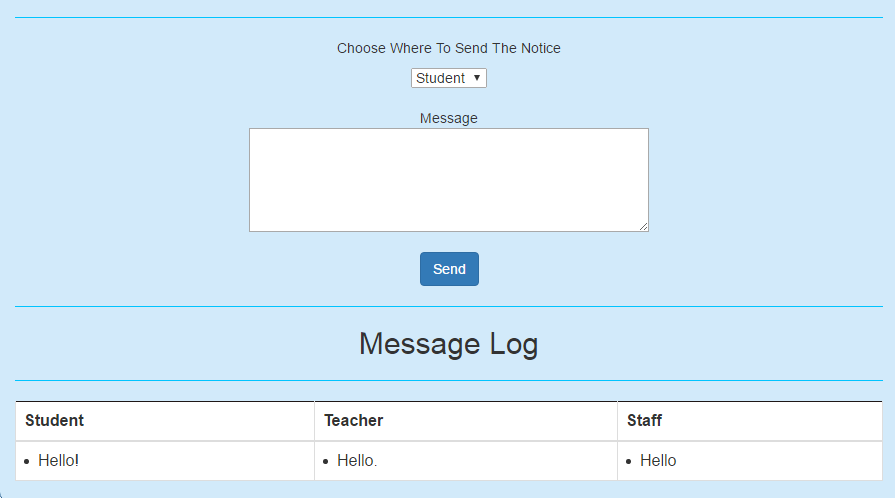 Choose Where To Send The Notice
Student
Message
Send
Message Log
Student Teacher Staff
Hello! Hello. Hello